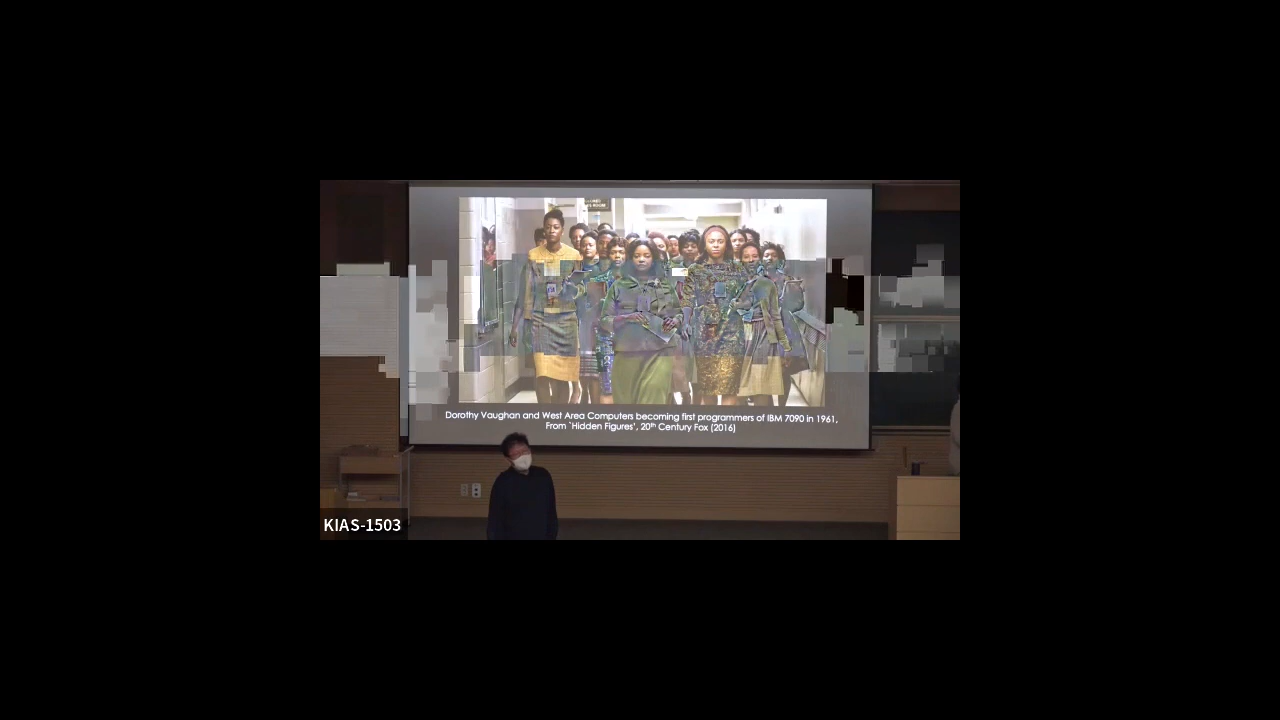 Dorothy Vaughan and West Area Computers becoming first programmers of IBM 7090 in 1961,
From `Hidden Figures', 20th Century Fox (2016)
KIAS-1503